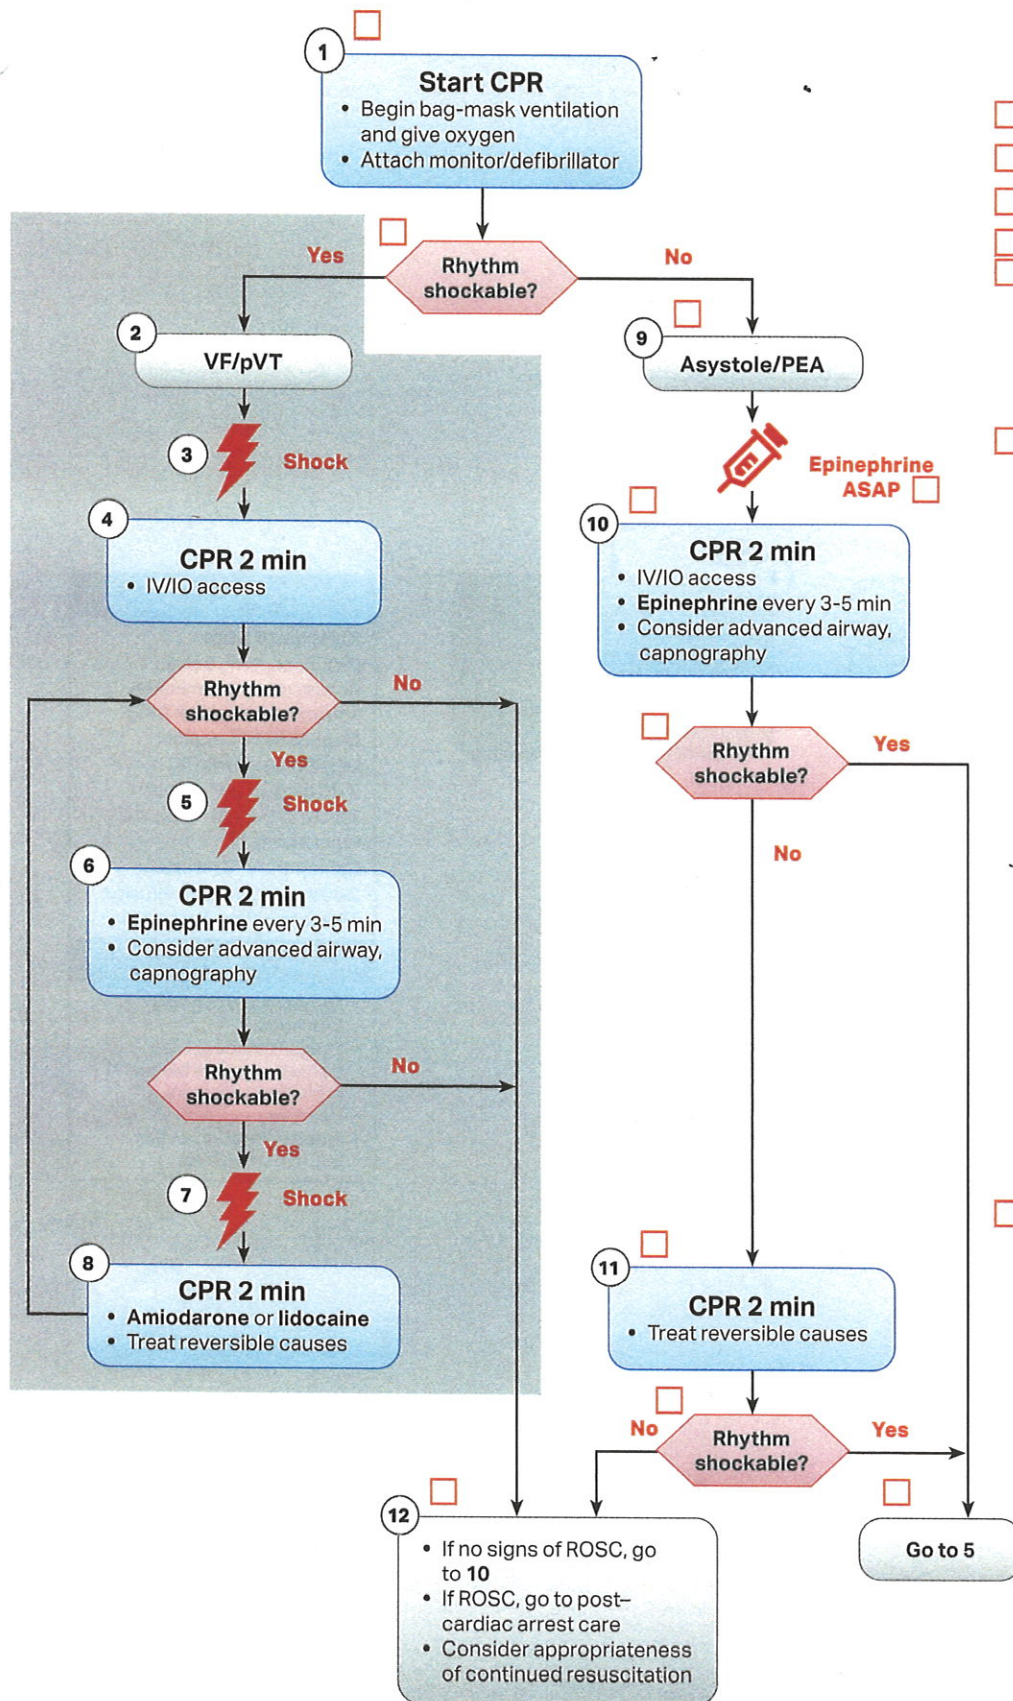 1
Start CPR
• Begin bag-mask ventilation
and give oxygen
• Attach monitor/defibrillator
Rhythm
shockable?
Yes
No
2
VF/pVT
3
Shock
4
CPR 2 min
• IV/IO access
Rhythm
shockable?
No
Yes
5
Shock
6
CPR 2 min
• Epinephrine every 3-5 min
• Consider advanced airway,
capnography
Rhythm
shockable?
No
Yes
7
Shock
8
CPR 2 min
• Amiodarone or lidocaine
• Treat reversible causes
9
Asystole/PEA
Epinephrine
ASAP
10
CPR 2 min
• IV/IO access
• Epinephrine every 3-5 min
• Consider advanced airway,
capnography
Rhythm
shockable?
Yes
No
11
CPR 2 min
• Treat reversible causes
Rhythm
shockable?
No
Yes
12
• If no signs of ROSC, go
to 10
• If ROSC, go to post–
cardiac arrest care
• Consider appropriateness
of continued resuscitation
Go to 5